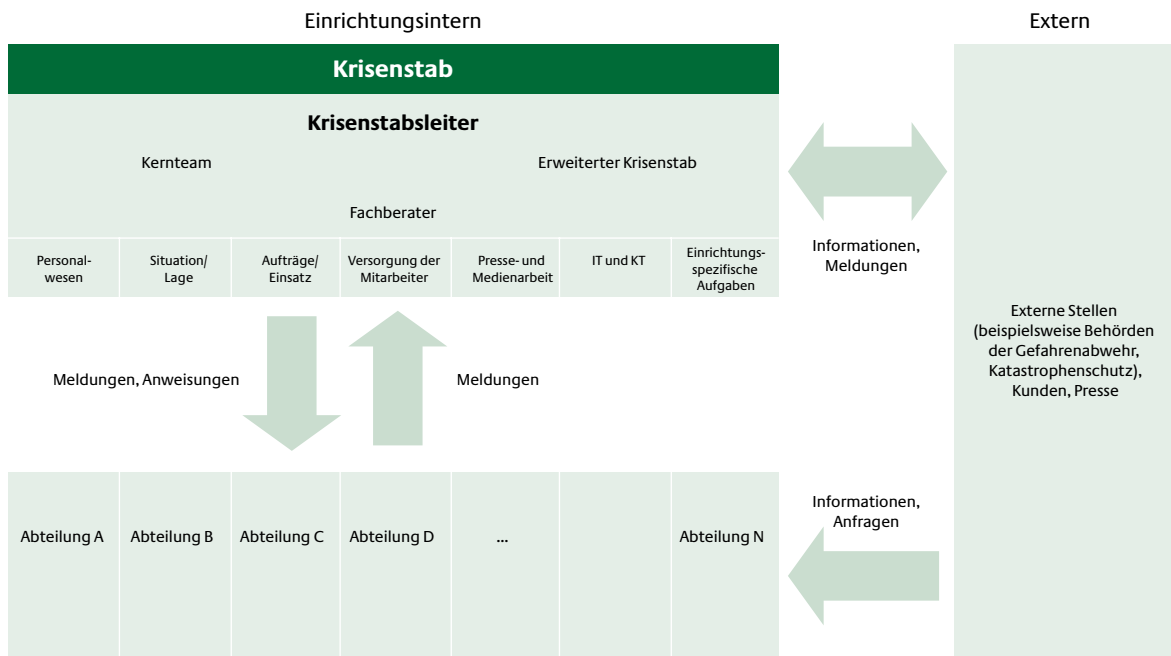 Einrichtungsintern
Extern
Krisenstab
Krisenstabsleiter
Kernteam
Erweiterter Krisenstab
Fachberater
Personal-
wesen
Situation/
Lage
Aufträge/
Einsatz
Versorgung der
Mitarbeiter
Presse- und
Medienarbeit
IT und KT
Einrichtungs-
spezifische
Aufgaben
Informationen,
Meldungen
Externe Stellen
(beispielsweise Behörden
der Gefahrenabwehr,
Katastrophenschutz),
Kunden, Presse
Meldungen, Anweisungen
Meldungen
Abteilung A
Abteilung B
Abteilung C
Abteilung D
...
Abteilung N
Informationen,
Anfragen